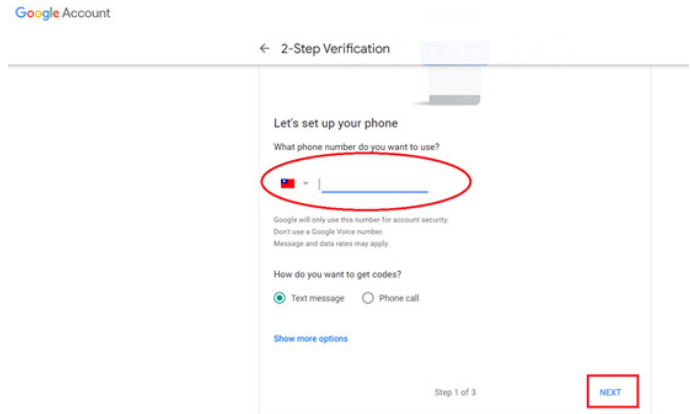 Google Account
← 2-Step Verification
Let's set up your phone
What phone number do you want to use?
Google will only use this number for account security.
Don't use a Google Voice number.
Message and data rates may apply.
How do you want to get codes?
Text message Phone call
Show more options
Step 1 of 3 NEXT